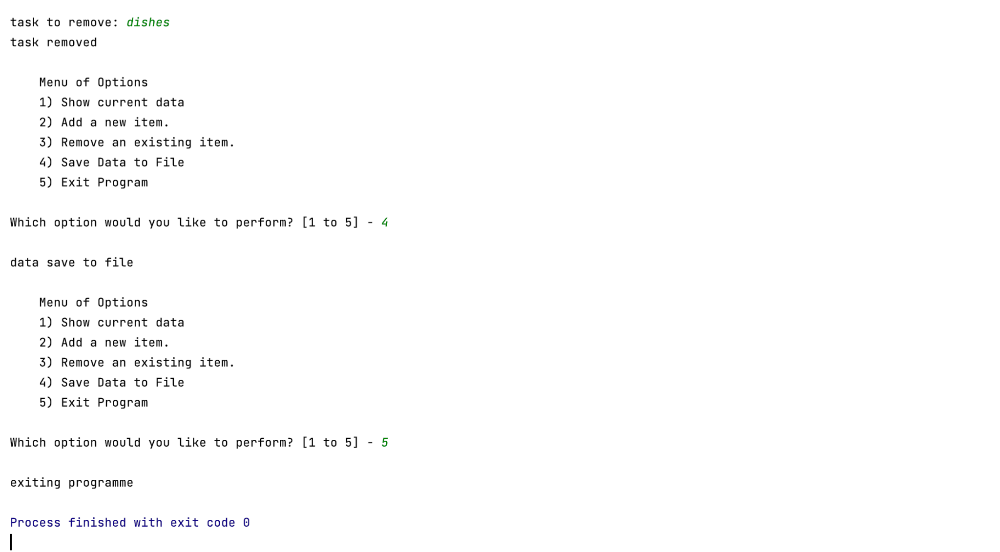 task to remove: dishes
task removed
Menu of Options
1) Show current data
2) Add a new item.
3) Remove an existing item.
4) Save Data to File
5) Exit Program
Which option would you like to perform? [1 to 5] - 4
data save to file
Menu of Options
1) Show current data
2) Add a new item.
3) Remove an existing item.
4) Save Data to File
5) Exit Program
Which option would you like to perform? [1 to 5] - 5
exiting programme
Process finished with exit code 0